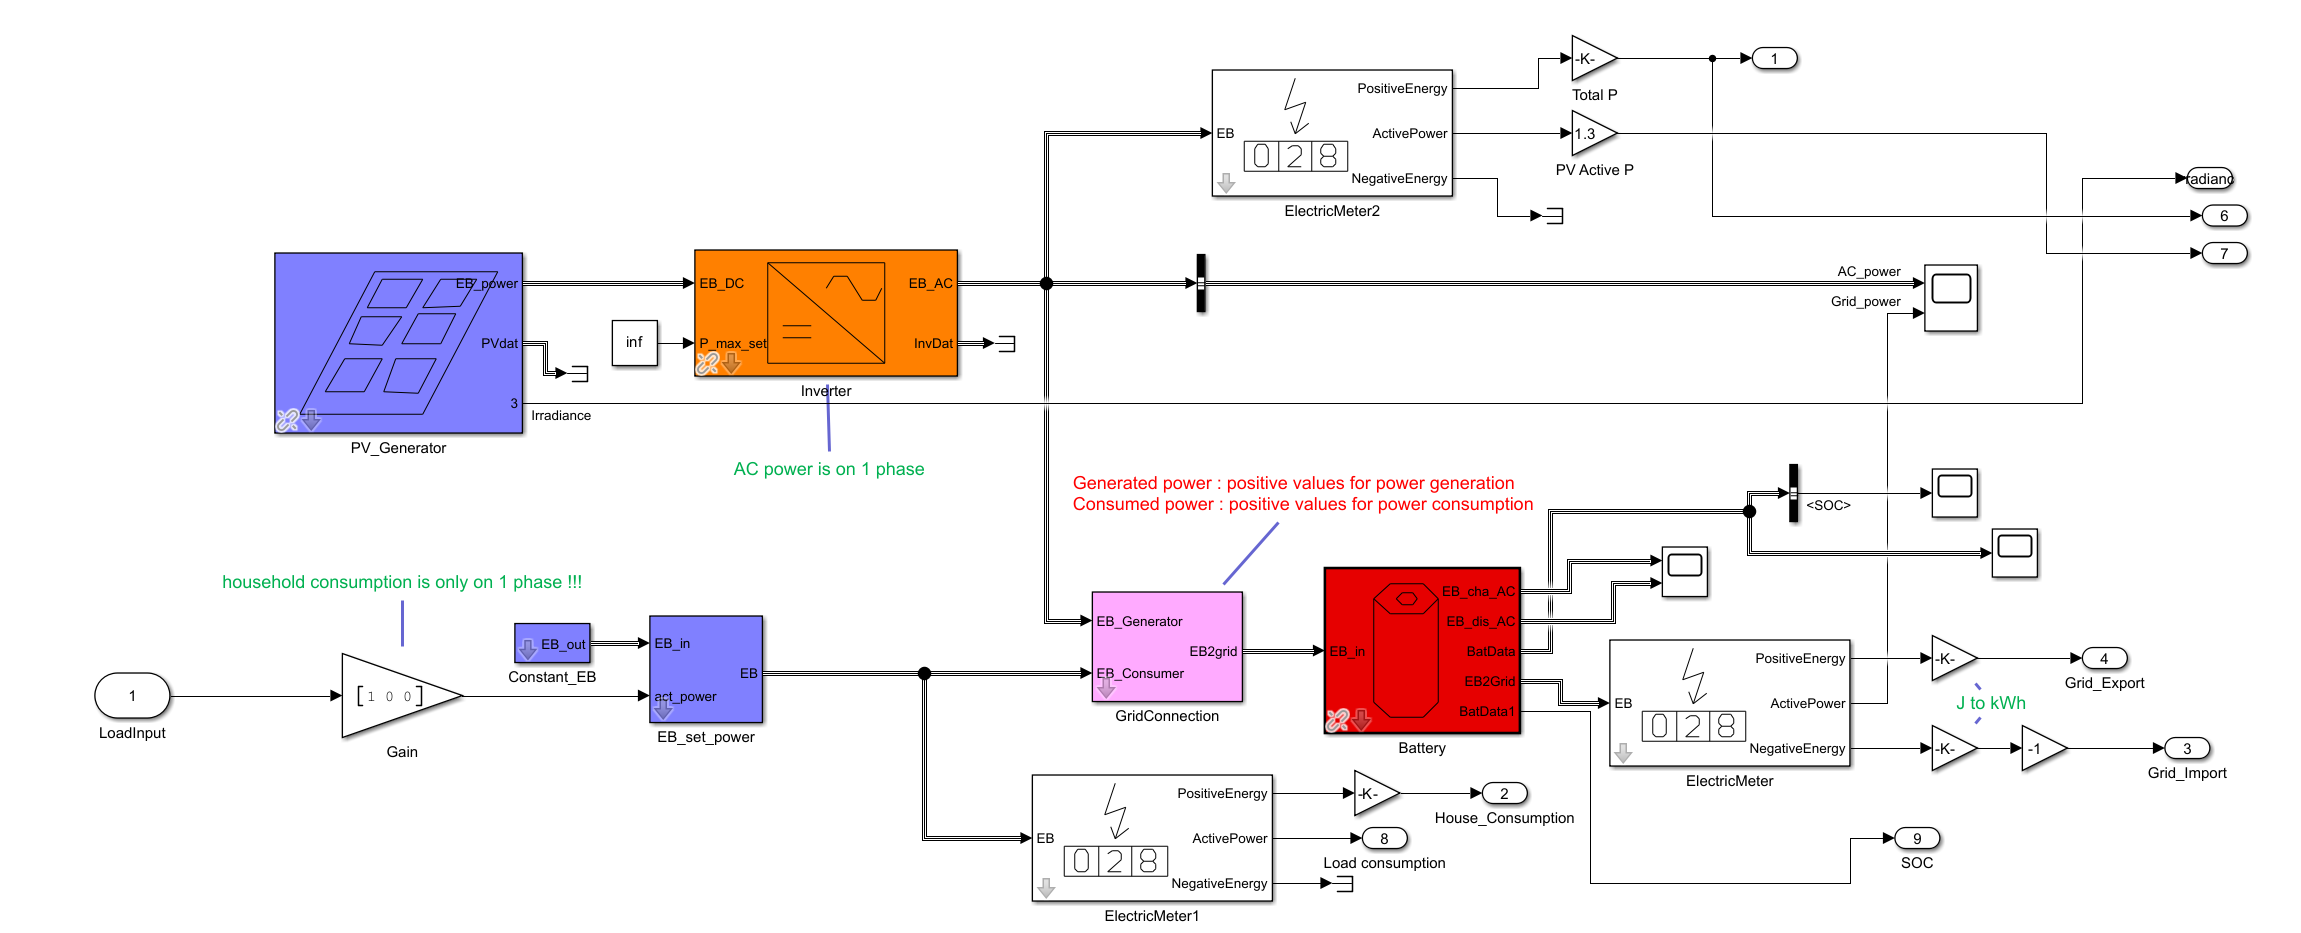 -K-
Total P
1
PositiveEnergy
ActivePower
NegativeEnergy
EB
028
ElectricMeter2
1.3
PV Active P
radianc
6
7
EB_power
PVdat
3
Irradiance
PV_Generator
inf
EB_DC
P_max_set
EB_AC
InvDat
Inverter
AC power is on 1 phase
AC_power
Grid_power
Generated power : positive values for power generation
Consumed power : positive values for power consumption
<SOC>
household consumption is only on 1 phase !!!
1
LoadInput
[1 0 0]
Gain
EB_out
Constant_EB
EB_in
act_power
EB
EB_set_power
EB_Generator
EB_Consumer
EB2grid
GridConnection
EB_in
EB_cha_AC
EB_dis_AC
BatData
EB2Grid
BatData1
Battery
EB
028
PositiveEnergy
ActivePower
NegativeEnergy
ElectricMeter
-K-
4
Grid_Export
J to kWh
-K-
-1
3
Grid_Import
EB
028
PositiveEnergy
ActivePower
NegativeEnergy
ElectricMeter1
-K-
2
House_Consumption
8
Load consumption
9
SOC